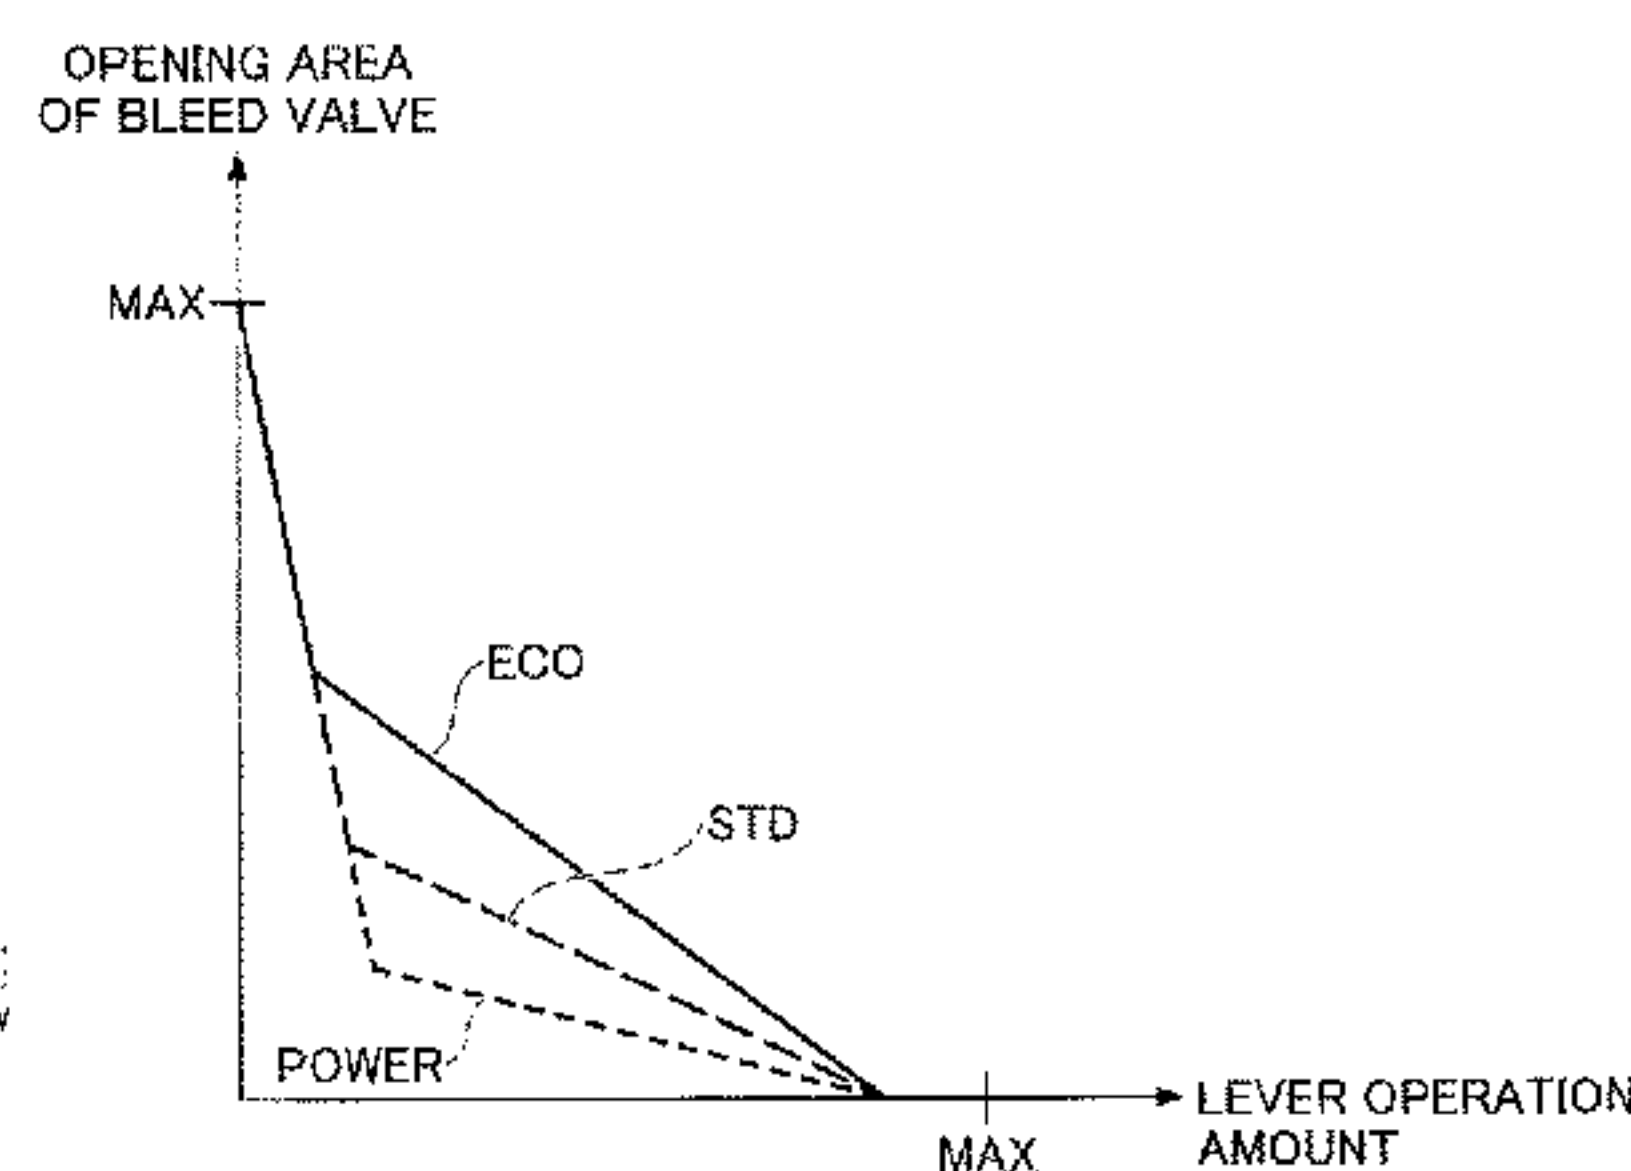 OPENING AREA
OF BLEED VALVE
MAX
ECO
STD
POWER
LEVER OPERATION
AMOUNT
MAX